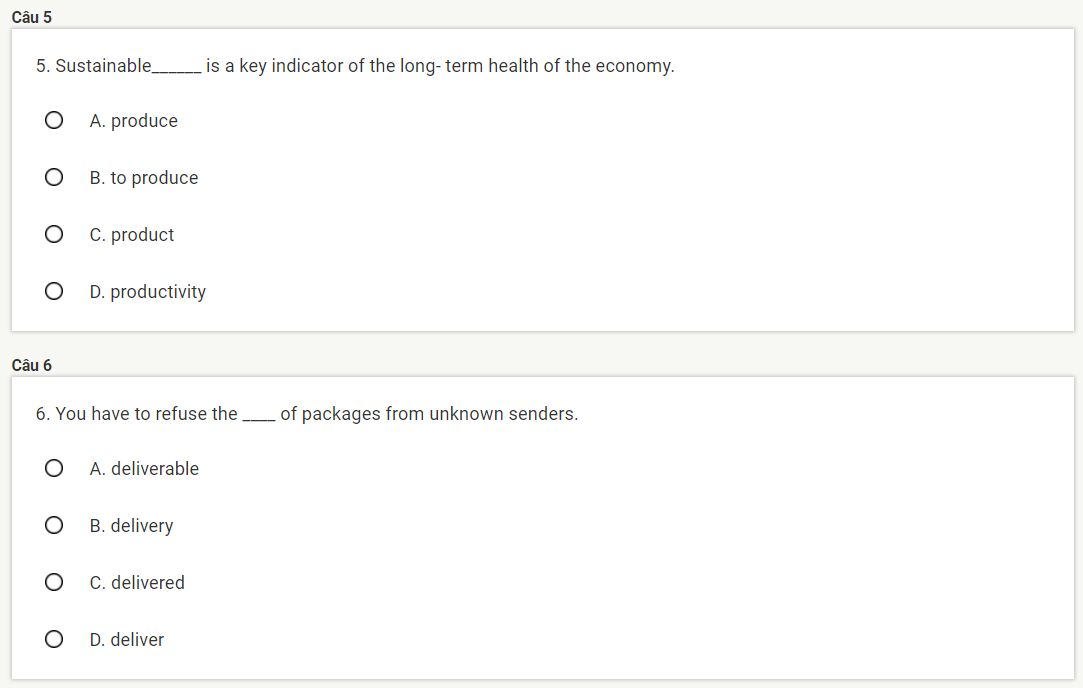 Câu 5
5. Sustainable______ is a key indicator of the long- term health of the economy.
A. produce
B. to produce
C. product
D. productivity
Câu 6
6. You have to refuse the ____ of packages from unknown senders.
A. deliverable
B. delivery
C. delivered
D. deliver